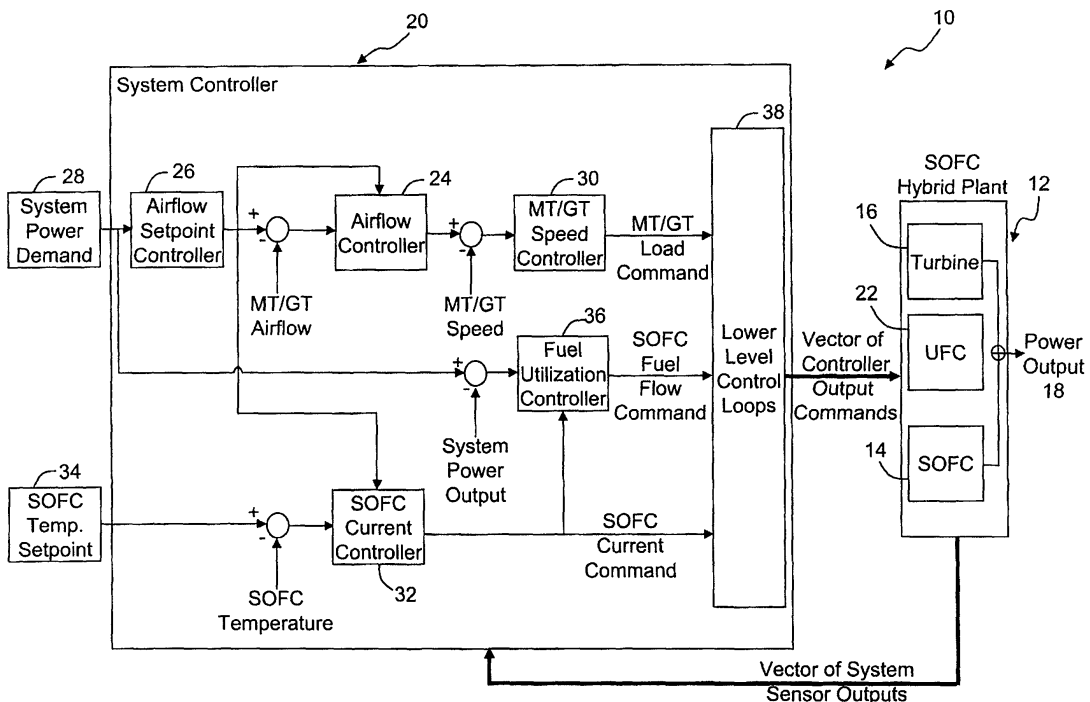 20
10
System Controller
38
28
System
Power
Demand
26
Airflow
Setpoint
Controller
+
-
MT/GT
Airflow
24
Airflow
Controller
+
-
MT/GT
Speed
30
MT/GT
Speed
Controller
MT/GT
Load
Command
SOFC
Hybrid Plant
12
16
Turbine
22
UFC
14
SOFC
Power
Output
18
36
Fuel
Utilization
Controller
+
-
System
Power
Output
SOFC
Fuel
Flow
Command
Lower
Level
Control
Loops
Vector of
Controller
Output
Commands
34
SOFC
Temp.
Setpoint
+
-
SOFC
Temperature
SOFC
Current
Controller
32
SOFC
Current
Command
Vector of System
Sensor Outputs